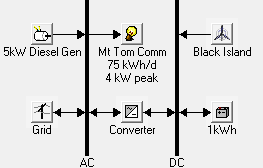 5kW Diesel Gen
Mt Tom Comm
75 kWh/d
4 kW peak
Black Island
Grid
Converter
1kWh
AC
DC